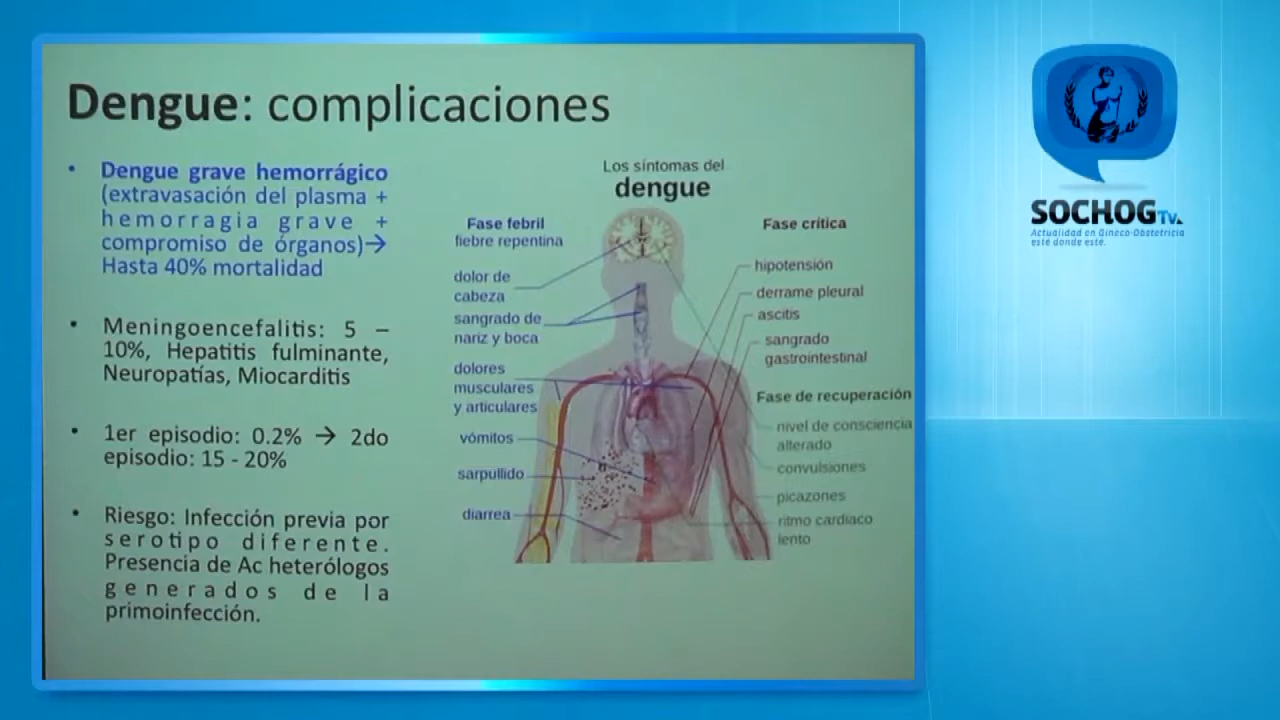 Dengue: complicaciones
• Dengue grave hemorrágico
(extravasación del plasma +
hemorragia grave +
compromiso de órganos)→
Hasta 40% mortalidad
• Meningoencefalitis: 5 –
10%, Hepatitis fulminante,
Neuropatías, Miocarditis
• 1er episodio: 0.2% → 2do
episodio: 15 - 20%
• Riesgo: Infección previa por
serotipo diferente.
Presencia de Ac heterólogos
generados de la
primoinfección.
Los síntomas del
dengue
Fase febril
fiebre repentina
dolor de
cabeza
sangrado de
nariz y boca
dolores
musculares
y articulares
vómitos
sarpullido
diarrea
Fase crítica
hipotensión
derrame pleural
ascitis
sangrado
gastrointestinal
Fase de recuperación
nivel de consciencia
alterado
convulsiones
picazones
ritmo cardíaco
lento
SOCHOG Tv.
Actualidad en Gineco-Obstetricia
esté donde esté.